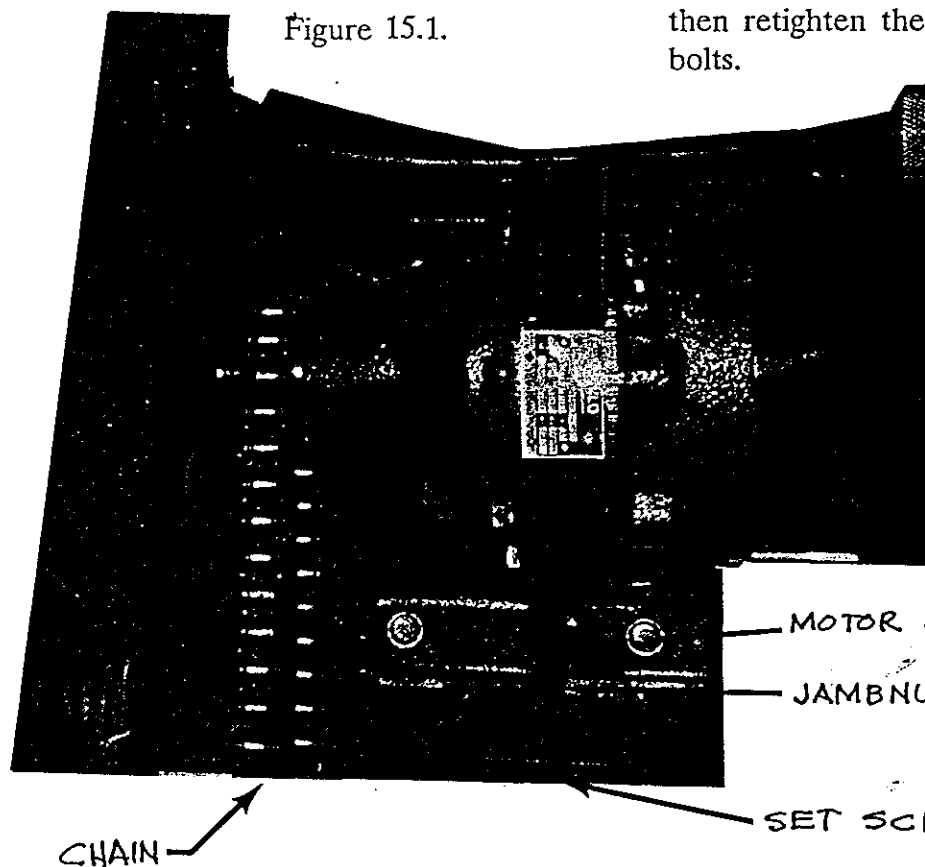 Figure 15.1.
then retighten the
bolts.
MOTOR
JAMBNU
SET SC
CHAIN